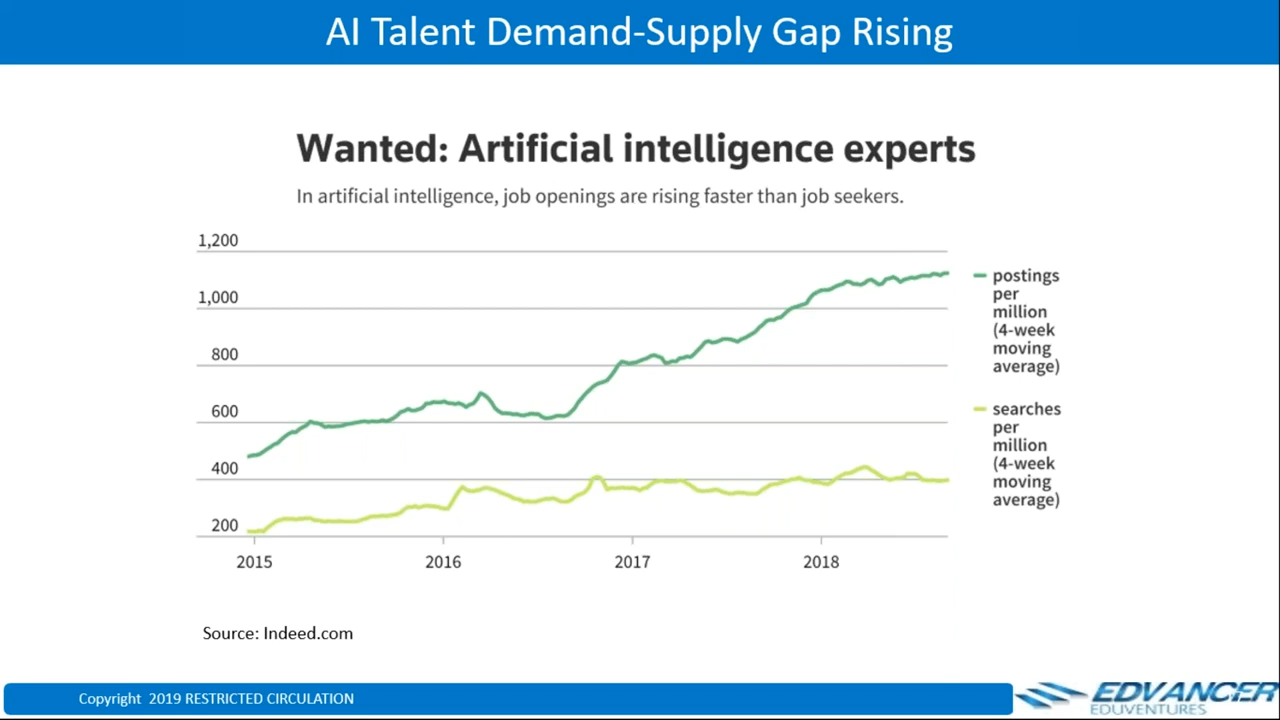 AI Talent Demand-Supply Gap Rising
Wanted: Artificial intelligence experts
In artificial intelligence, job openings are rising faster than job seekers.
1,200
1,000
800
600
400
200
2015 2016 2017 2018
postings
per
million
(4-week
moving
average)
searches
per
million
(4-week
moving
average)
Source: Indeed.com
Copyright 2019 RESTRICTED CIRCULATION
EDVANCER
EDUVENTURES